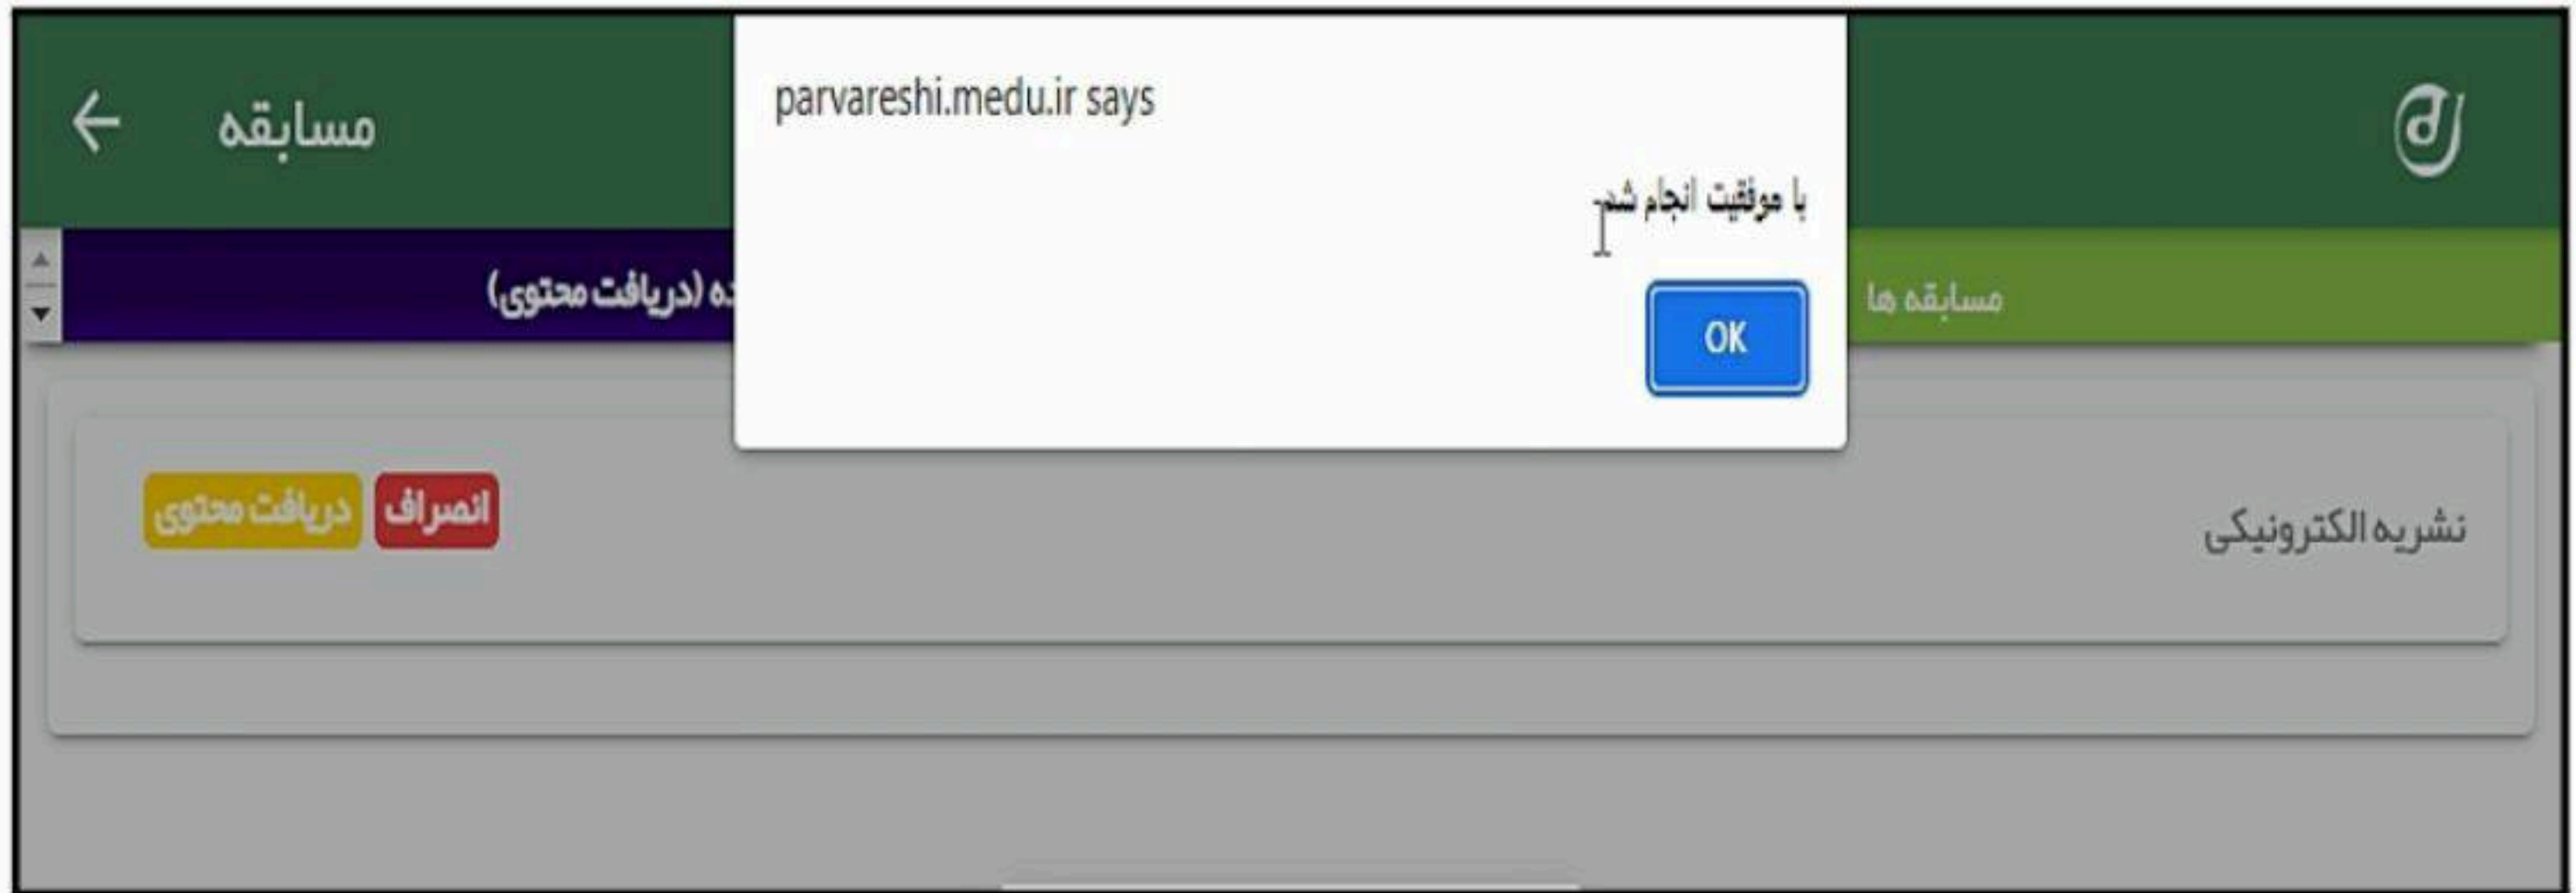 مسابقه
parvareshi.medu.ir says
با موفقیت انجام شد
OK
مسابقه ها
(دریافت محتوی)
نشریه الکترونیکی
انصراف
دریافت محتوی